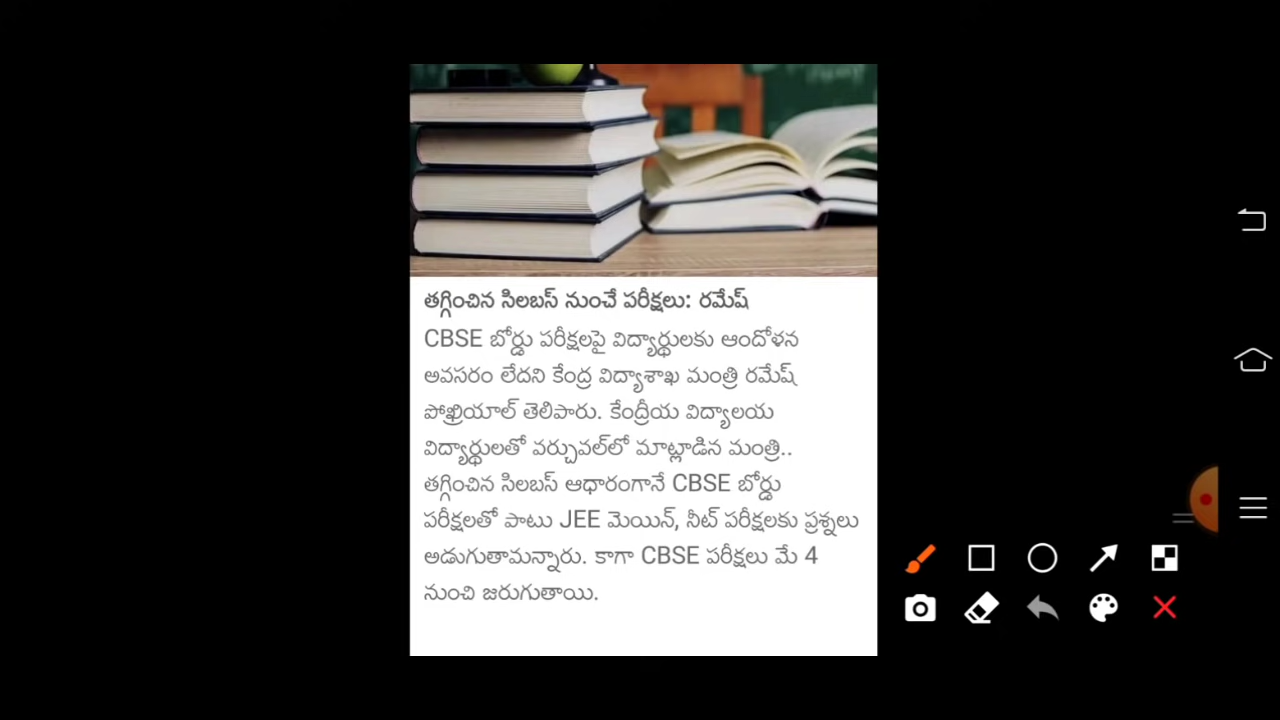 తగ్గించిన సిలబస్ నుంచే పరీక్షలు: రమేష్
CBSE బోర్డు పరీక్షలపై విద్యార్థులకు ఆందోళన
అవసరం లేదని కేంద్ర విద్యాశాఖ మంత్రి రమేష్
పోఖ్రియాల్ తెలిపారు. కేంద్రీయ విద్యాలయ
విద్యార్థులతో వర్చువల్‌లో మాట్లాడిన మంత్రి..
తగ్గించిన సిలబస్ ఆధారంగానే CBSE బోర్డు
పరీక్షలతో పాటు JEE మెయిన్, నీట్ పరీక్షలకు ప్రశ్నలు
అడుగుతామన్నారు. కాగా CBSE పరీక్షలు మే 4
నుంచి జరుగుతాయి.